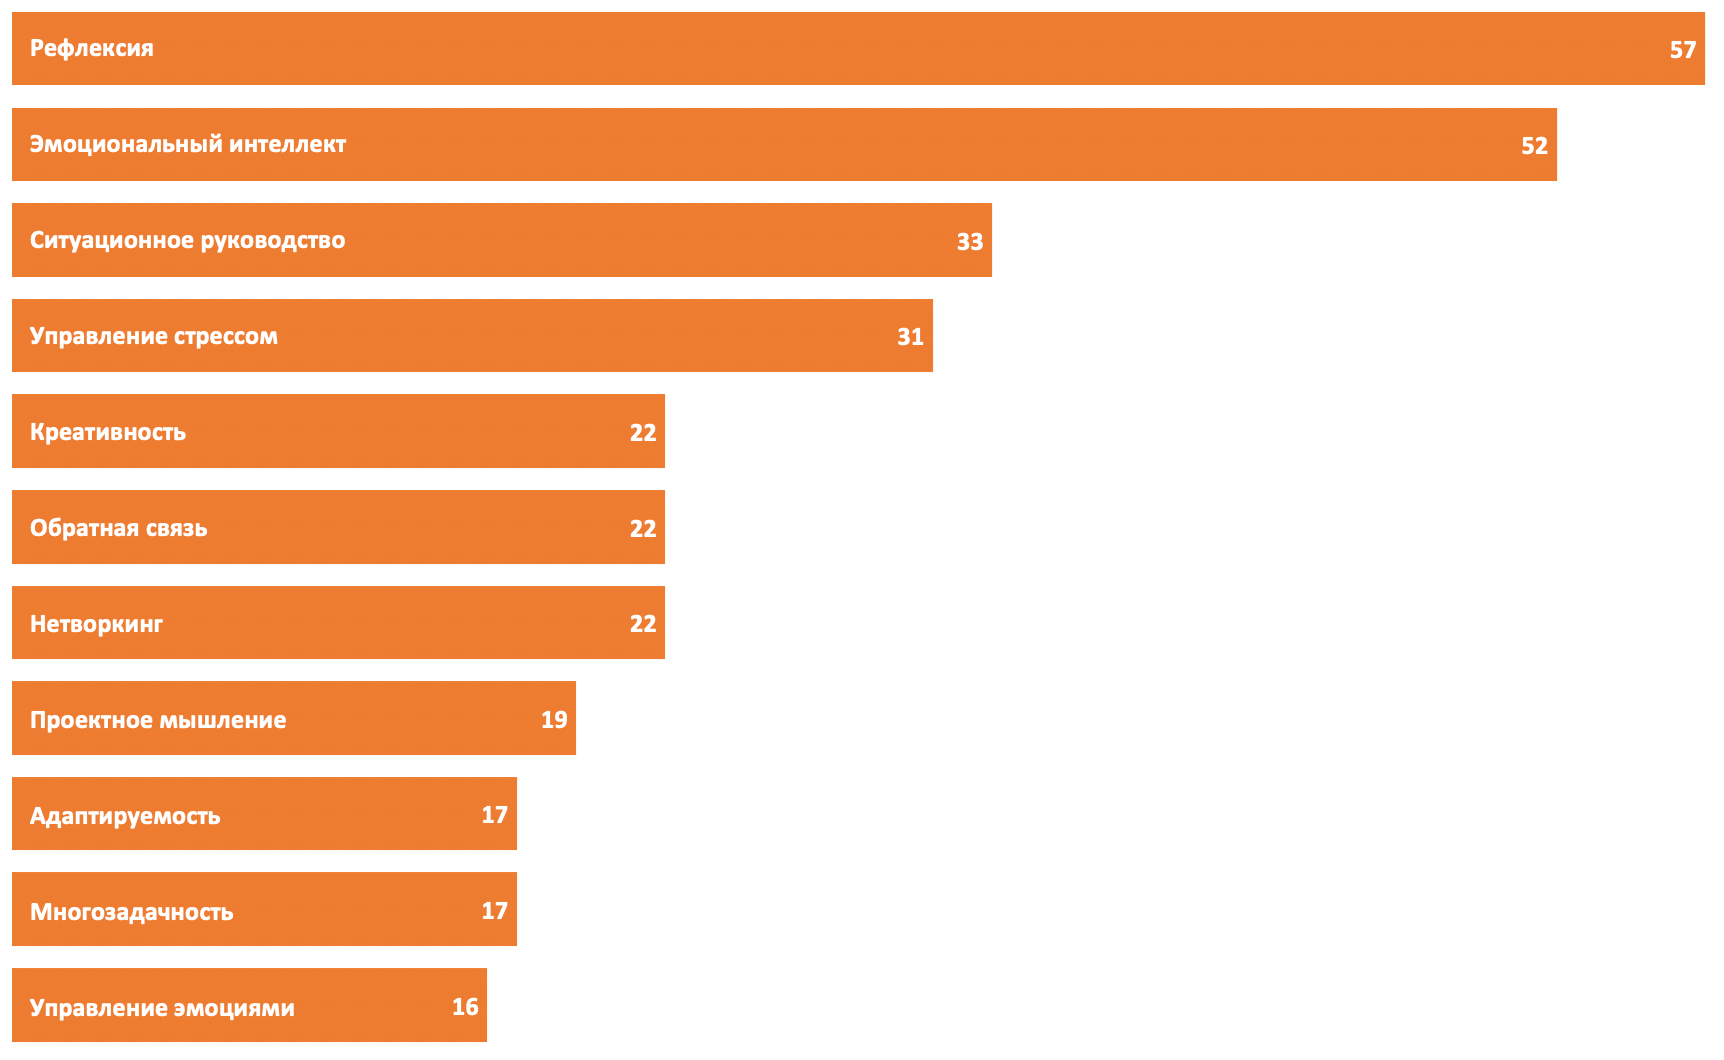 Рефлексия 57
Эмоциональный интеллект 52
Ситуационное руководство 33
Управление стрессом 31
Креативность 22
Обратная связь 22
Нетворкинг 22
Проектное мышление 19
Адаптируемость 17
Многозадачность 17
Управление эмоциями 16